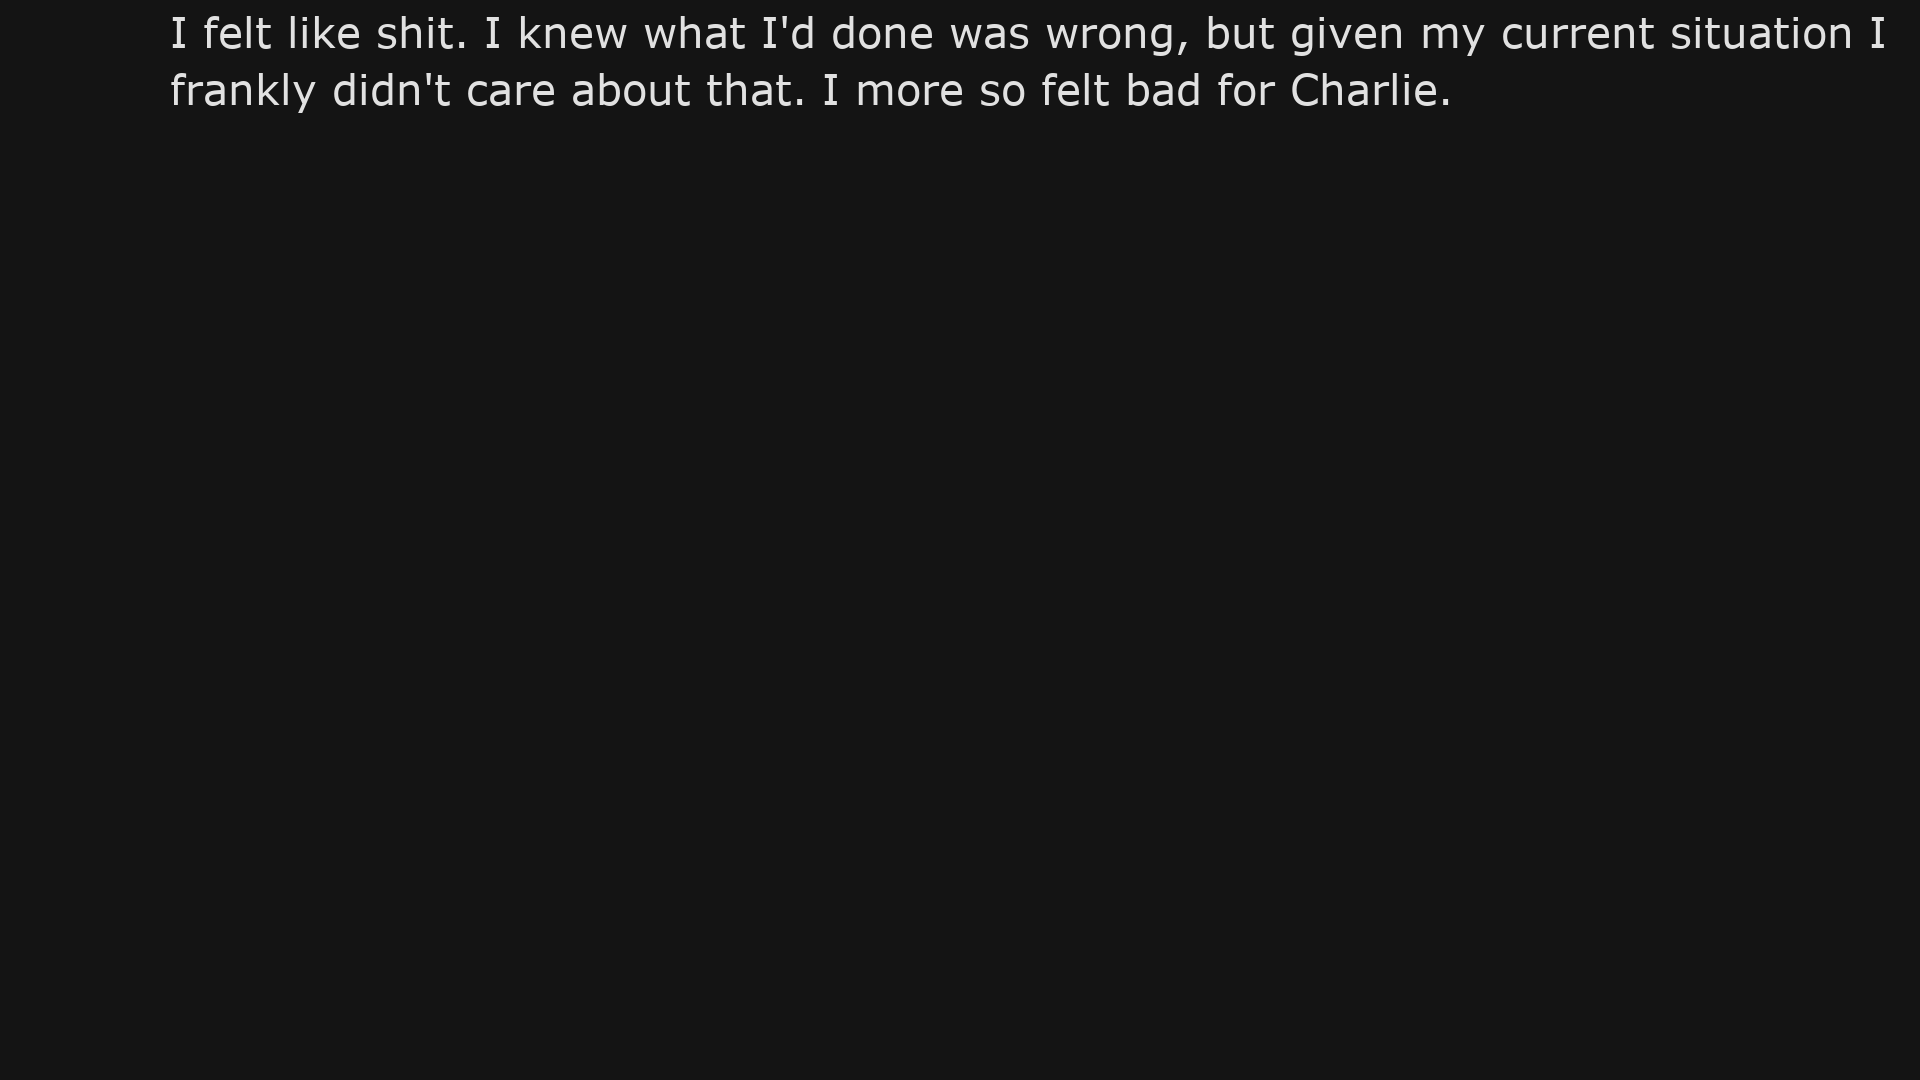 I felt like shit. I knew what I'd done was wrong, but given my current situation I
frankly didn't care about that. I more so felt bad for Charlie.